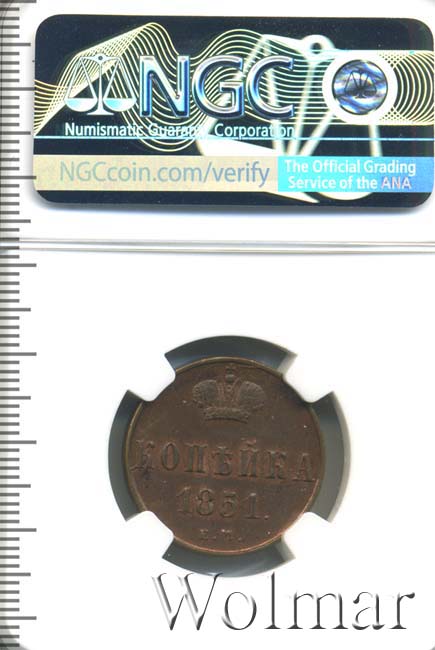 NGC
Numismatic Guaranty Corporation
NGCcoin.com/verify
The Official Grading
Service of the ANA
КОПѢЙКА
1851.
Е.М.
Wolmar